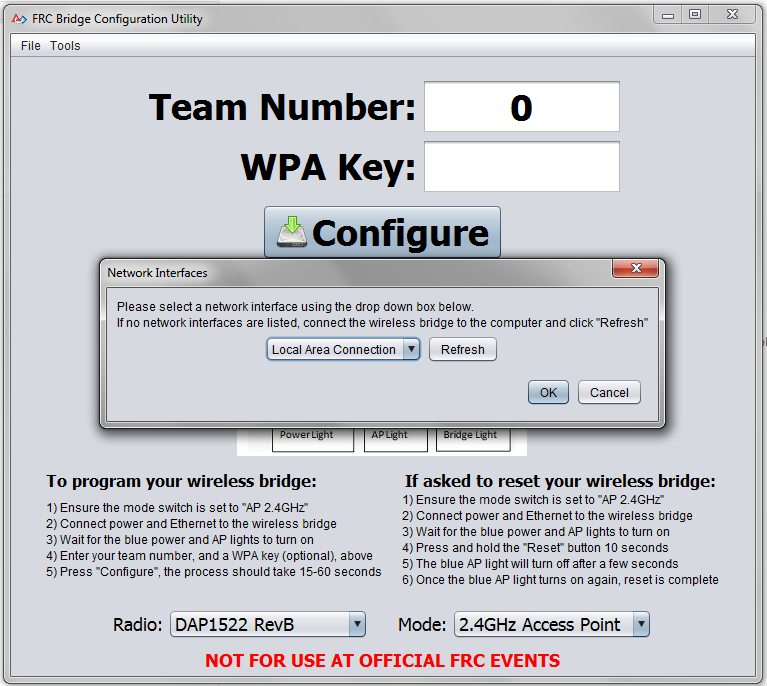 FRC Bridge Configuration Utility
File Tools
Team Number: 0
WPA Key:
Configure
Network Interfaces
Please select a network interface using the drop down box below.
If no network interfaces are listed, connect the wireless bridge to the computer and click "Refresh"
Local Area Connection Refresh
OK Cancel
Power Light AP Light Bridge Light
To program your wireless bridge:
1) Ensure the mode switch is set to "AP 2.4GHz"
2) Connect power and Ethernet to the wireless bridge
3) Wait for the blue power and AP lights to turn on
4) Enter your team number, and a WPA key (optional), above
5) Press "Configure", the process should take 15-60 seconds
If asked to reset your wireless bridge:
1) Ensure the mode switch is set to "AP 2.4GHz"
2) Connect power and Ethernet to the wireless bridge
3) Wait for the blue power and AP lights to turn on
4) Press and hold the "Reset" button 10 seconds
5) The blue AP light will turn off after a few seconds
6) Once the blue AP light turns on again, reset is complete
Radio: DAP1522 RevB Mode: 2.4GHz Access Point
NOT FOR USE AT OFFICIAL FRC EVENTS